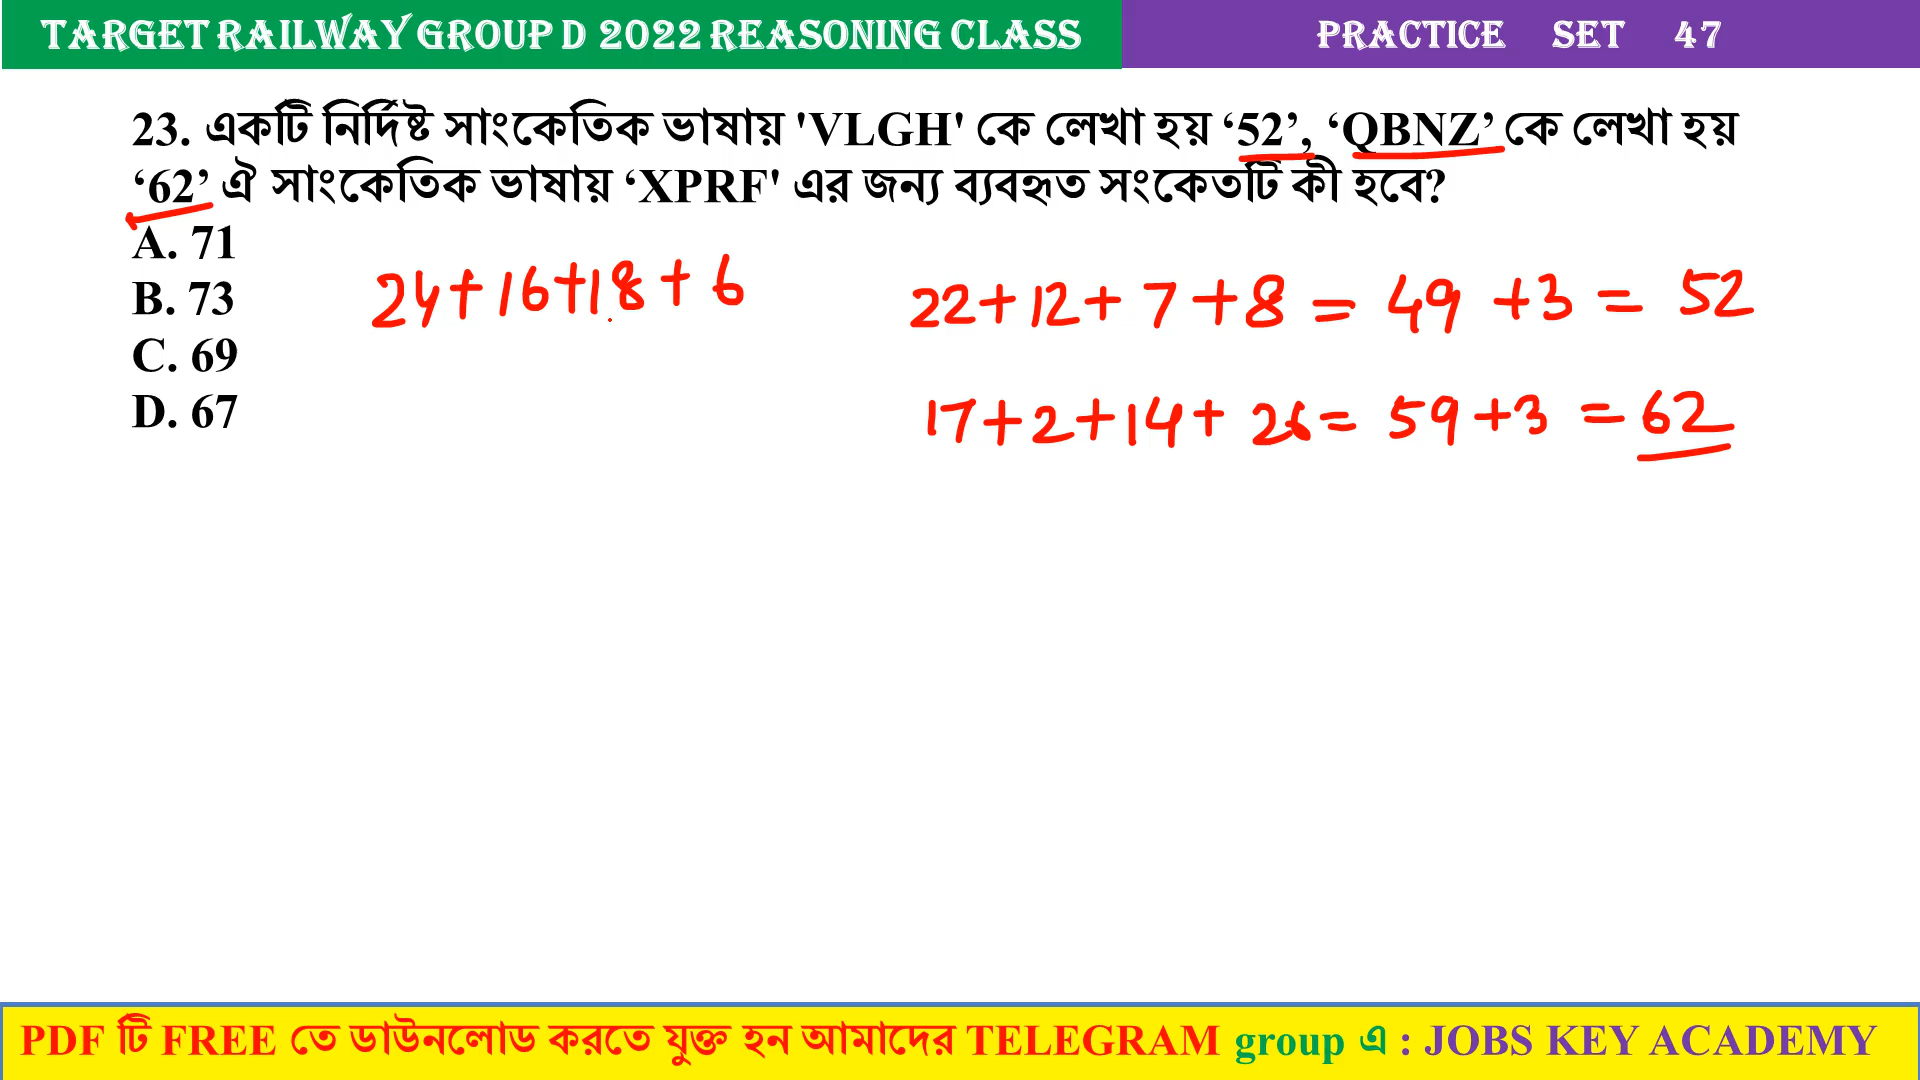 TARGET RAILWAY GROUP D 2022 REASONING CLASS
PRACTICE SET 47
23. একটি নির্দিষ্ট সাংকেতিক ভাষায় 'VLGH' কে লেখা হয় ‘52’, ‘QBNZ’ কে লেখা হয়
‘62’ ঐ সাংকেতিক ভাষায় ‘XPRF' এর জন্য ব্যবহৃত সংকেতটি কী হবে?
A. 71
B. 73
C. 69
D. 67
24+16+18+6
22+12+7+8=49+3=52
17+2+14+26=59+3=62
PDF টি FREE তে ডাউনলোড করতে যুক্ত হন আমাদের TELEGRAM group এ : JOBS KEY ACADEMY